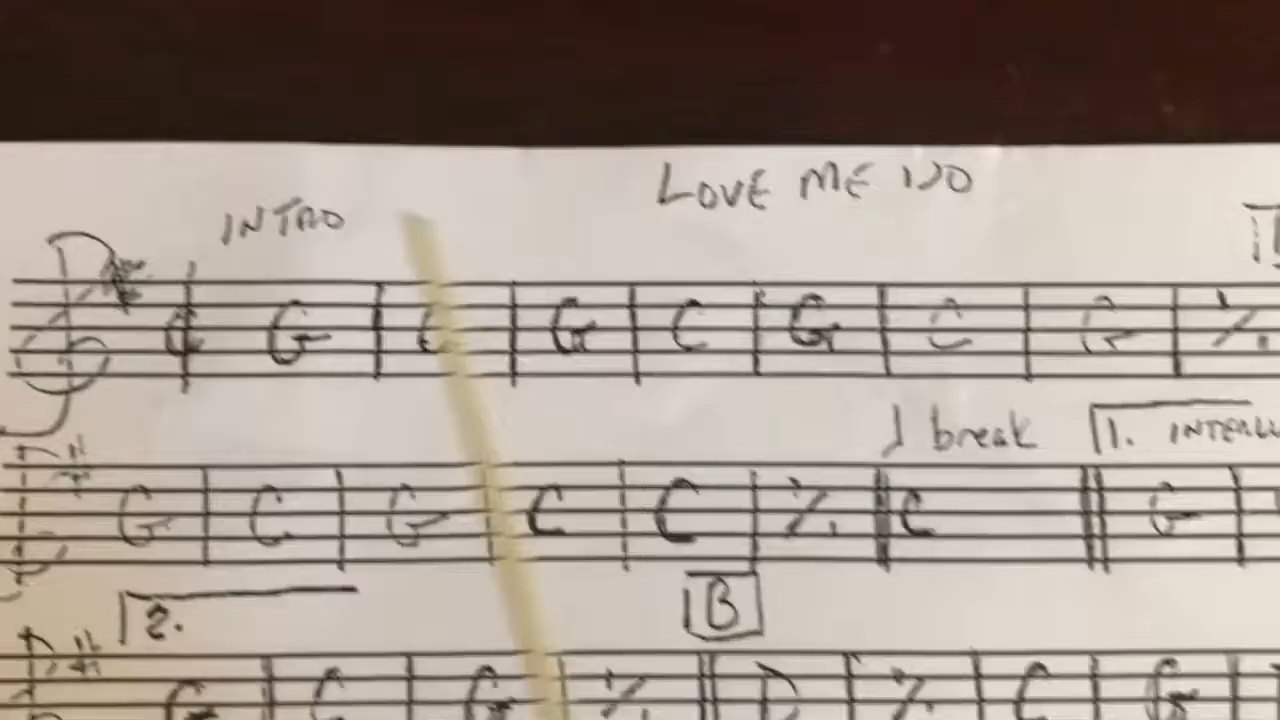 LOVE ME DO
INTRO
C G C G C G C G %
♩ break 1. INTERLU
G C G C C % C G
2. B
G C G % D % C G